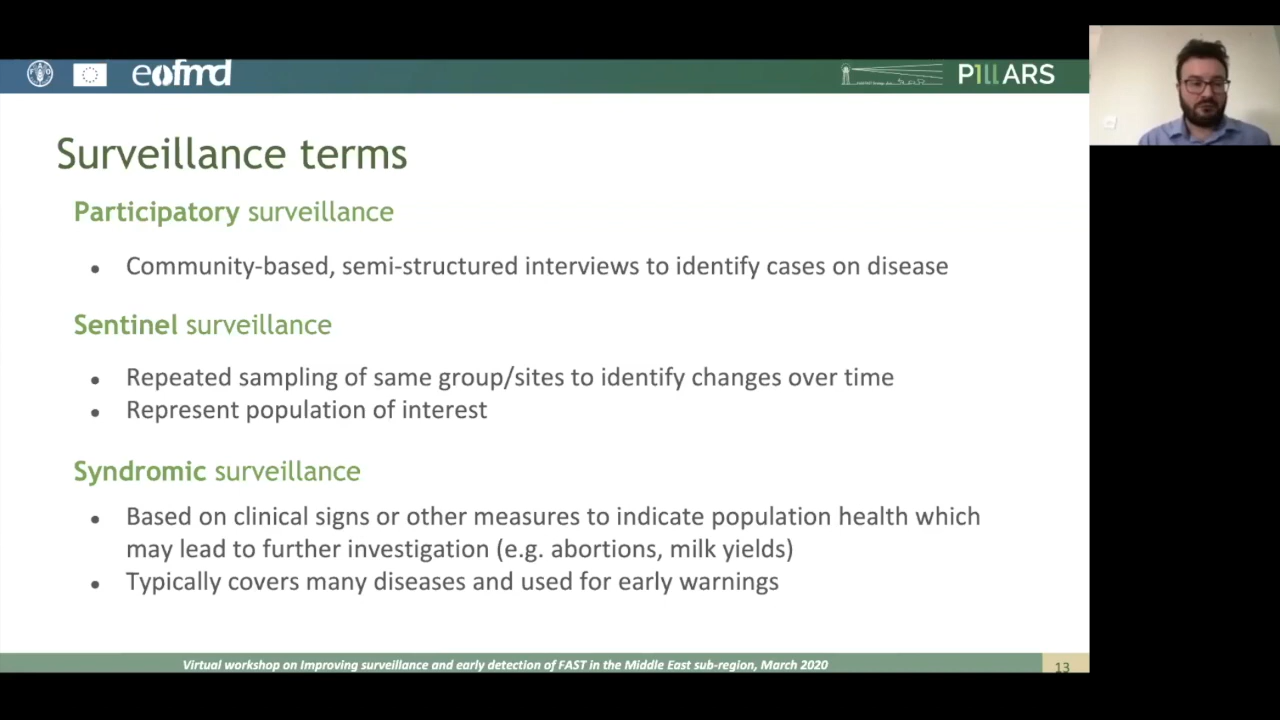 eofmd
PILLARS
Surveillance terms
Participatory surveillance
• Community-based, semi-structured interviews to identify cases on disease
Sentinel surveillance
• Repeated sampling of same group/sites to identify changes over time
• Represent population of interest
Syndromic surveillance
• Based on clinical signs or other measures to indicate population health which
may lead to further investigation (e.g. abortions, milk yields)
• Typically covers many diseases and used for early warnings
Virtual workshop on Improving surveillance and early detection of FAST in the Middle East sub-region, March 2020
13